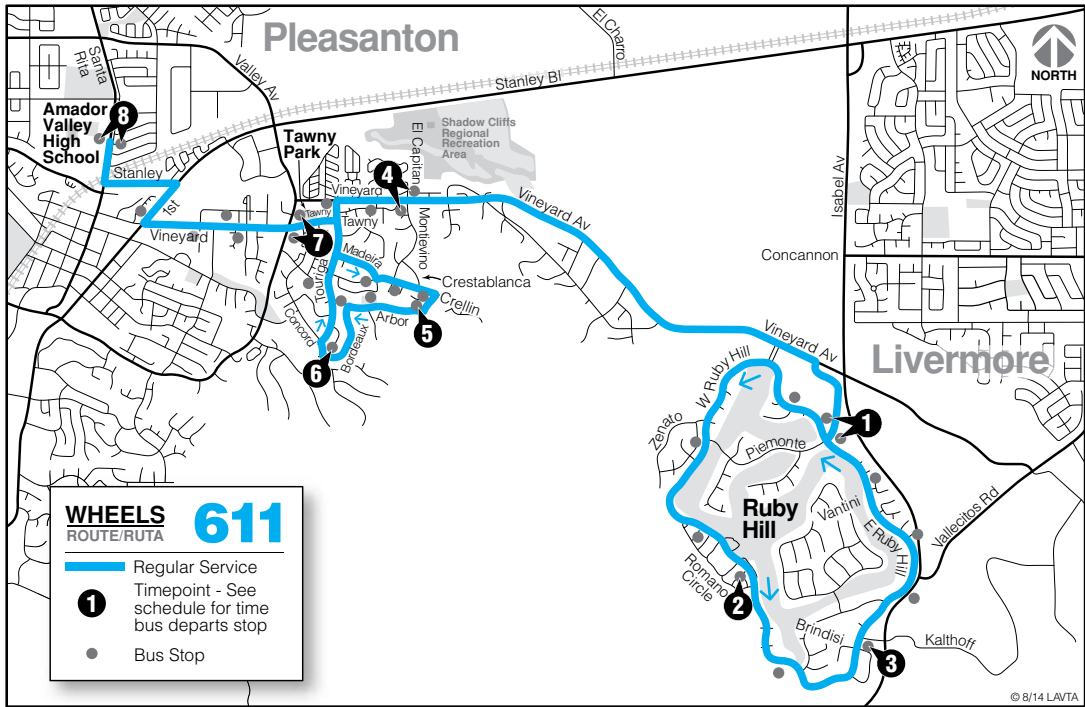 Pleasanton
El Charro
NORTH
Santa
Rita
Valley Av
Stanley Bl
Amador
Valley
High
School
8
Tawny
Park
Shadow Cliffs
Regional
Recreation
Area
El Capitan
4
Stanley
1st
Vineyard
Vineyard Av
Isabel Av
Tawny
Tawny
7
Vineyard
Montievino
Madeira
Concannon
Crestablanca
Touriga
Crellin
Concord
Arbor
5
Bordeaux
6
Vineyard Av
Livermore
W Ruby Hill
1
Zenato
Piemonte
Ruby
Hill
Vantini
E Ruby Hill
Vallecitos Rd
Romano
Circle
2
Brindisi
Kalthoff
3
WHEELS
ROUTE/RUTA
611
Regular Service
1
Timepoint - See
schedule for time
bus departs stop
Bus Stop
© 8/14 LAVTA